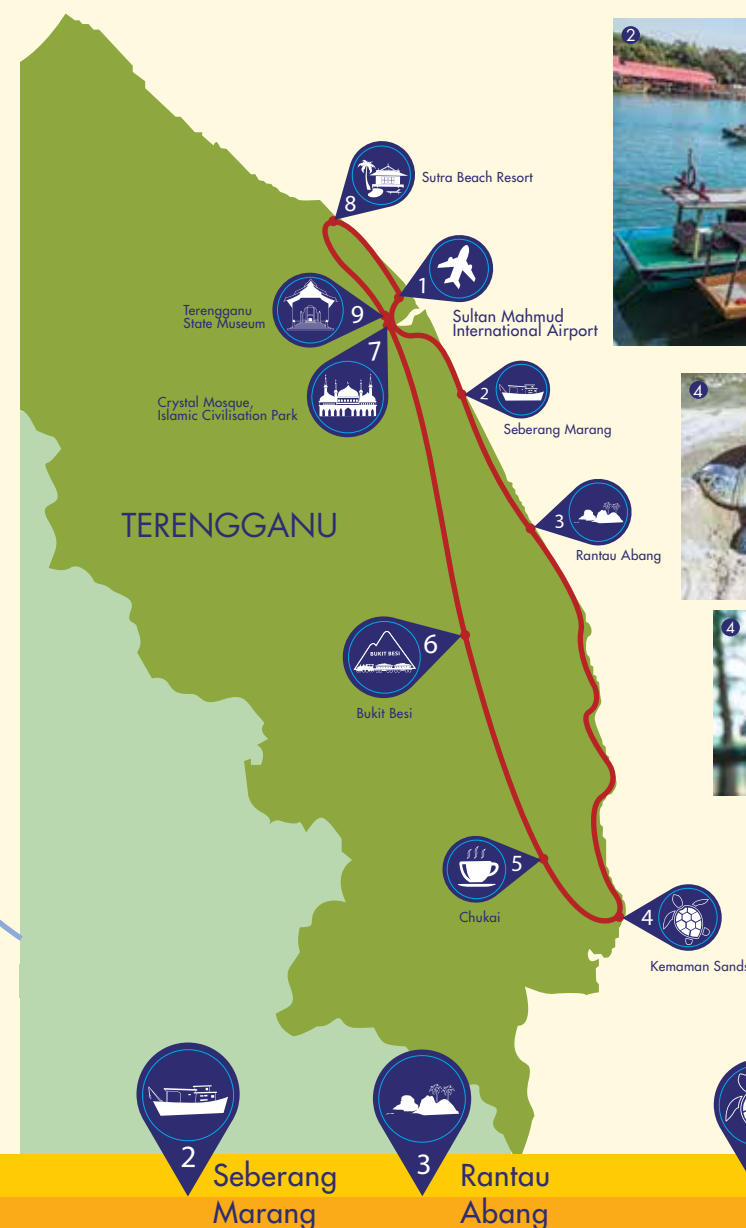 2
8
Sutra Beach Resort
1
Sultan Mahmud
International Airport
Terengganu
State Museum
9
7
Crystal Mosque,
Islamic Civilisation Park
2
Seberang Marang
4
3
Rantau Abang
TERENGGANU
6
BUKIT BESI
Bukit Besi
4
5
Chukai
4
Kemaman Sands
2
Seberang
Marang
3
Rantau
Abang